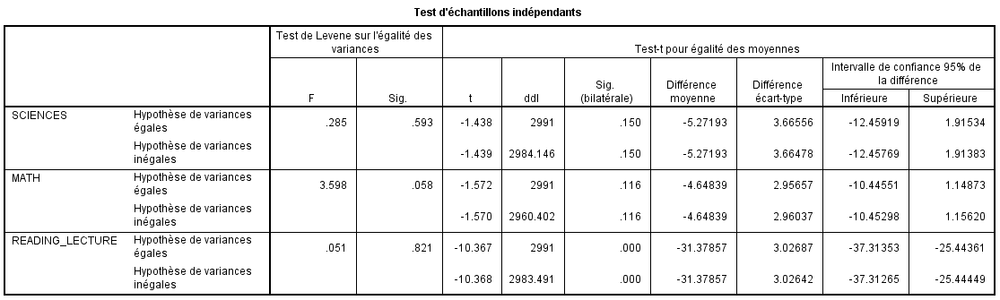 Test d'échantillons indépendants
Test de Levene sur l'égalité des
variances
Test-t pour égalité des moyennes
F
Sig.
t
ddl
Sig.
(bilatérale)
Différence
moyenne
Différence
écart-type
Intervalle de confiance 95% de
la différence
Inférieure
Supérieure
SCIENCES
Hypothèse de variances
égales
.285 .593 -1.438 2991 .150 -5.27193 3.66556 -12.45919 1.91534
Hypothèse de variances
inégales
-1.439 2984.146 .150 -5.27193 3.66478 -12.45769 1.91383
MATH
Hypothèse de variances
égales
3.598 .058 -1.572 2991 .116 -4.64839 2.95657 -10.44551 1.14873
Hypothèse de variances
inégales
-1.570 2960.402 .116 -4.64839 2.96037 -10.45298 1.15620
READING_LECTURE
Hypothèse de variances
égales
.051 .821 -10.367 2991 .000 -31.37857 3.02687 -37.31353 -25.44361
Hypothèse de variances
inégales
-10.368 2983.491 .000 -31.37857 3.02642 -37.31265 -25.44449